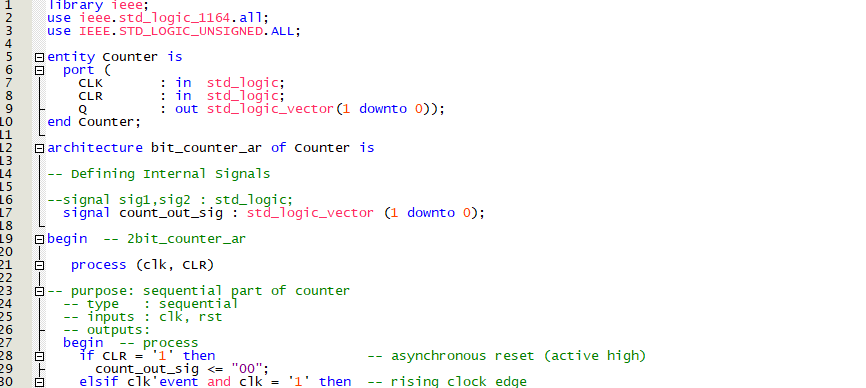 1 library ieee;
2 use ieee.std_logic_1164.all;
3 use IEEE.STD_LOGIC_UNSIGNED.ALL;
4
5 entity Counter is
6 port (
7 CLK : in std_logic;
8 CLR : in std_logic;
9 Q : out std_logic_vector(1 downto 0));
10 end Counter;
11
12 architecture bit_counter_ar of Counter is
13
14 -- Defining Internal Signals
15
16 --signal sig1,sig2 : std_logic;
17 signal count_out_sig : std_logic_vector (1 downto 0);
18
19 begin -- 2bit_counter_ar
20
21 process (clk, CLR)
22
23 -- purpose: sequential part of counter
24 -- type : sequential
25 -- inputs : clk, rst
26 -- outputs:
27 begin -- process
28 if CLR = '1' then -- asynchronous reset (active high)
29 count_out_sig <= "00";
30 elsif clk'event and clk = '1' then -- rising clock edge